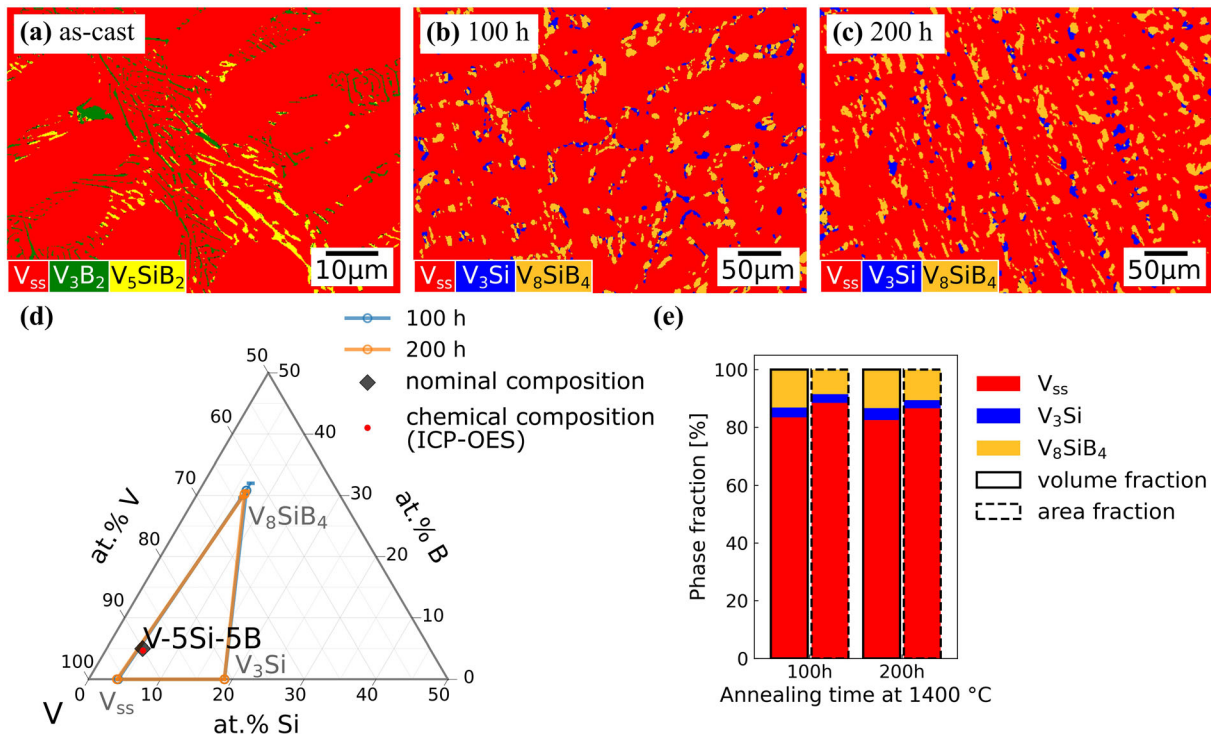 (a) as-cast
(b) 100 h
(c) 200 h
10μm
50μm
50μm
Vss V3B2 V5SiB2
Vss V3Si V8SiB4
Vss V3Si V8SiB4
(d)
100 h
200 h
nominal composition
chemical composition
(ICP-OES)
50
50
60
40
70
30
80
20
90
10
100
0
0
10
20
30
40
50
at.% V
at.% B
at.% Si
V8SiB4
V-5Si-5B
V3Si
Vss
V
(e)
100
80
60
40
20
0
Phase fraction [%]
100h
200h
Annealing time at 1400 °C
Vss
V3Si
V8SiB4
volume fraction
area fraction